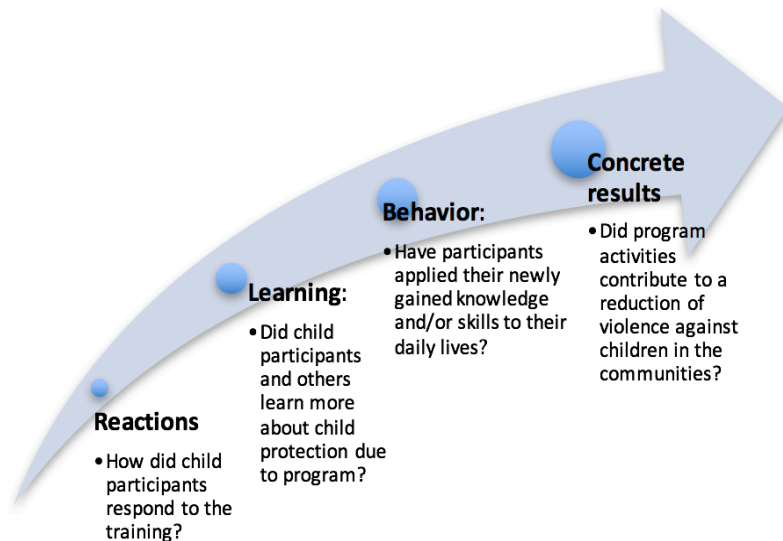 Reactions
•How did child
participants
respond to the
training?
Learning:
•Did child
participants
and others
learn more
about child
protection due
to program?
Behavior:
•Have participants
applied their newly
gained knowledge
and/or skills to their
daily lives?
Concrete
results
•Did program
activities
contribute to a
reduction of
violence against
children in the
communities?